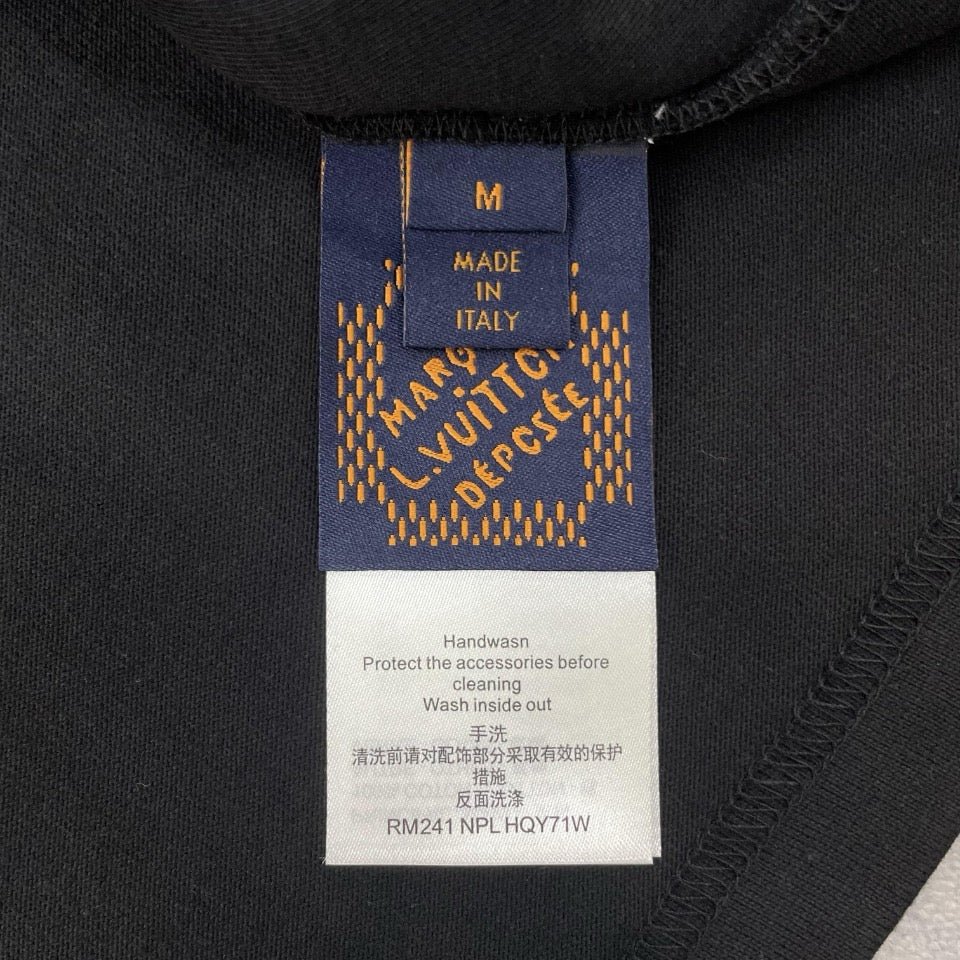 M
MADE
IN
ITALY
MARQ
L.VUITTON
DÉPOSÉE
Handwasn
Protect the accessories before
cleaning
Wash inside out
手洗
清洗前请对配饰部分采取有效的保护
措施
反面洗涤
RM241 NPL HQY71W